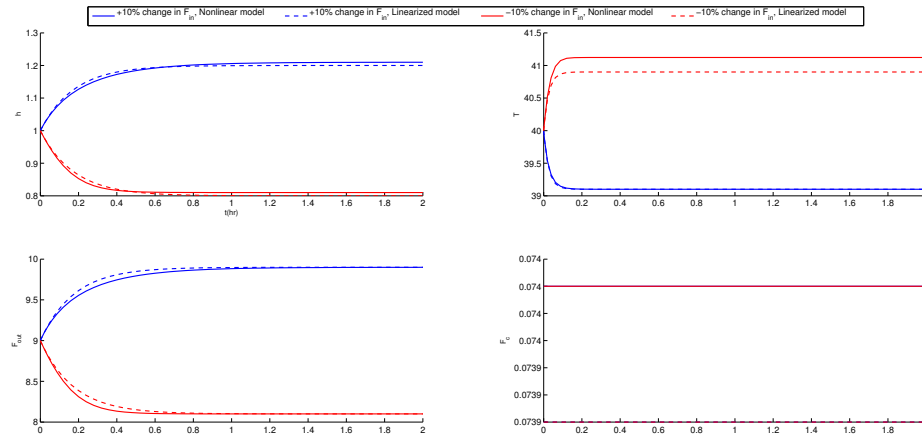 +10% change in F_in, Nonlinear model +10% change in F_in, Linearized model −10% change in F_in, Nonlinear model −10% change in F_in, Linearized model
1.3
1.2
1.1
1
0.9
0.8
h
0 0.2 0.4 0.6 0.8 1 1.2 1.4 1.6 1.8 2
t(hr)
41.5
41
40.5
40
39.5
39
T
0 0.2 0.4 0.6 0.8 1 1.2 1.4 1.6 1.8
10
9.5
9
8.5
8
F_out
0 0.2 0.4 0.6 0.8 1 1.2 1.4 1.6 1.8 2
0.074
0.074
0.074
0.0739
0.0739
0.0739
F_c
0 0.2 0.4 0.6 0.8 1 1.2 1.4 1.6 1.8